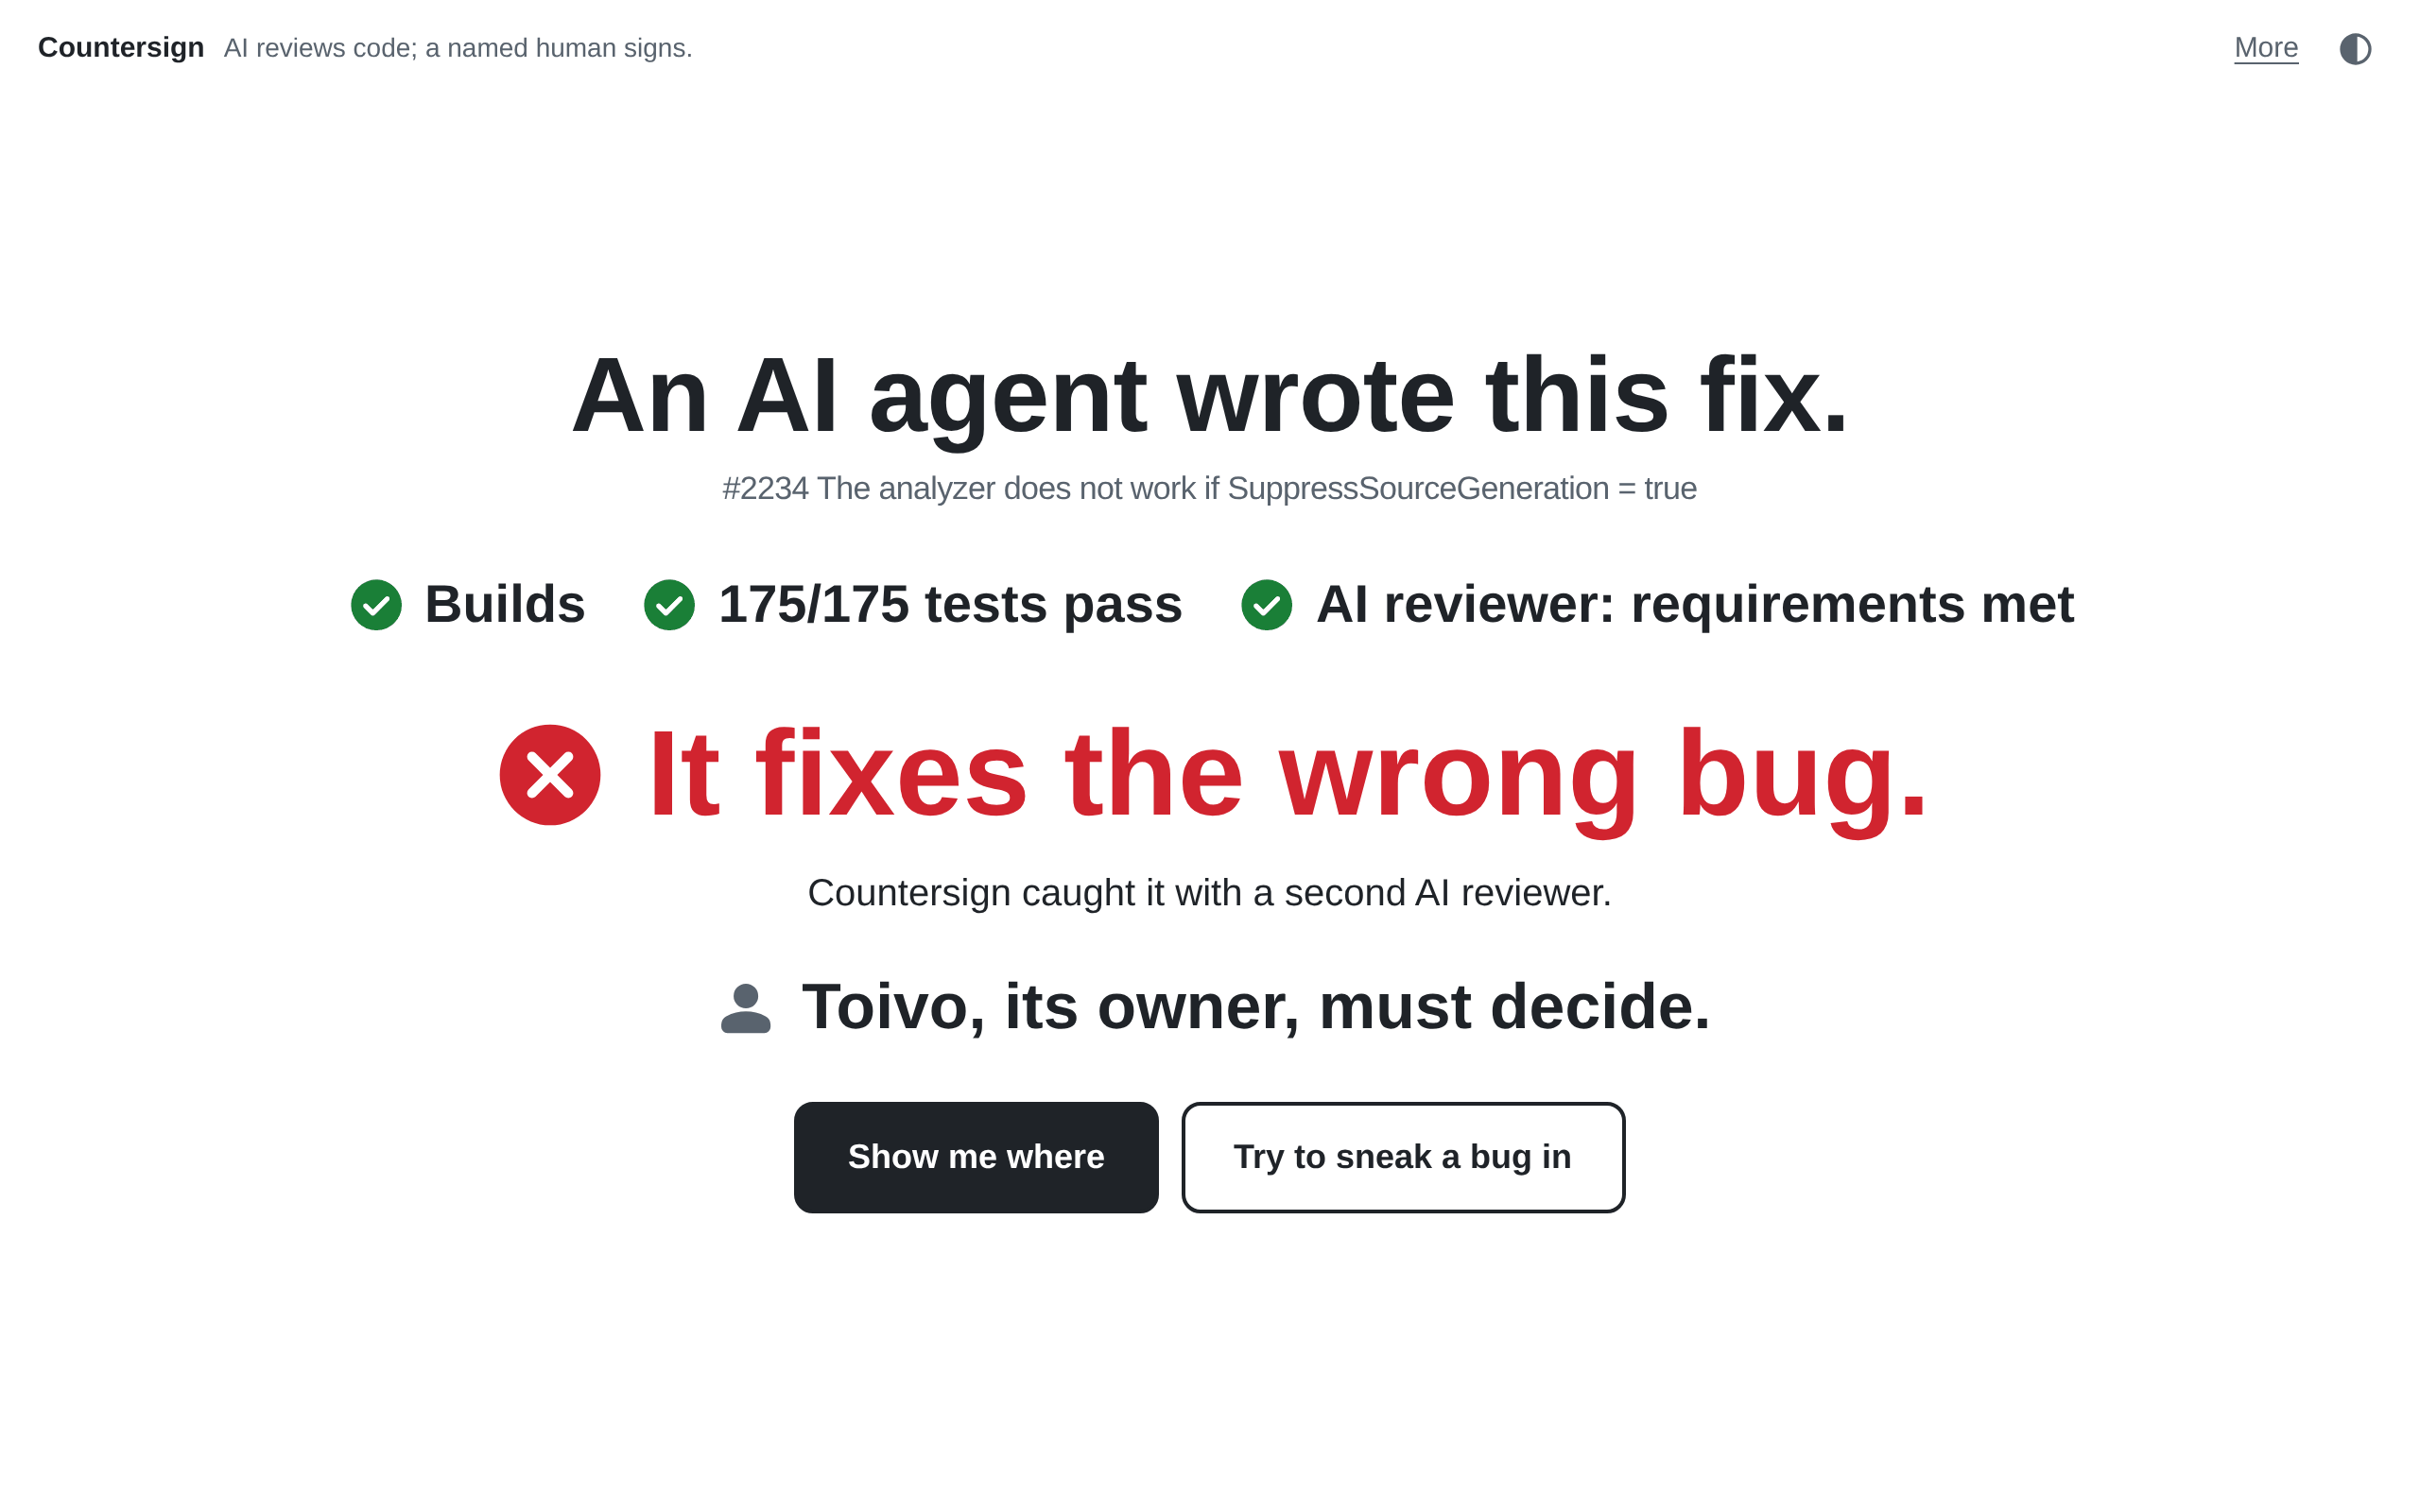 Countersign AI reviews code; a named human signs. More
An AI agent wrote this fix.
#2234 The analyzer does not work if SuppressSourceGeneration = true
Builds 175/175 tests pass AI reviewer: requirements met
It fixes the wrong bug.
Countersign caught it with a second AI reviewer.
Toivo, its owner, must decide.
Show me where Try to sneak a bug in